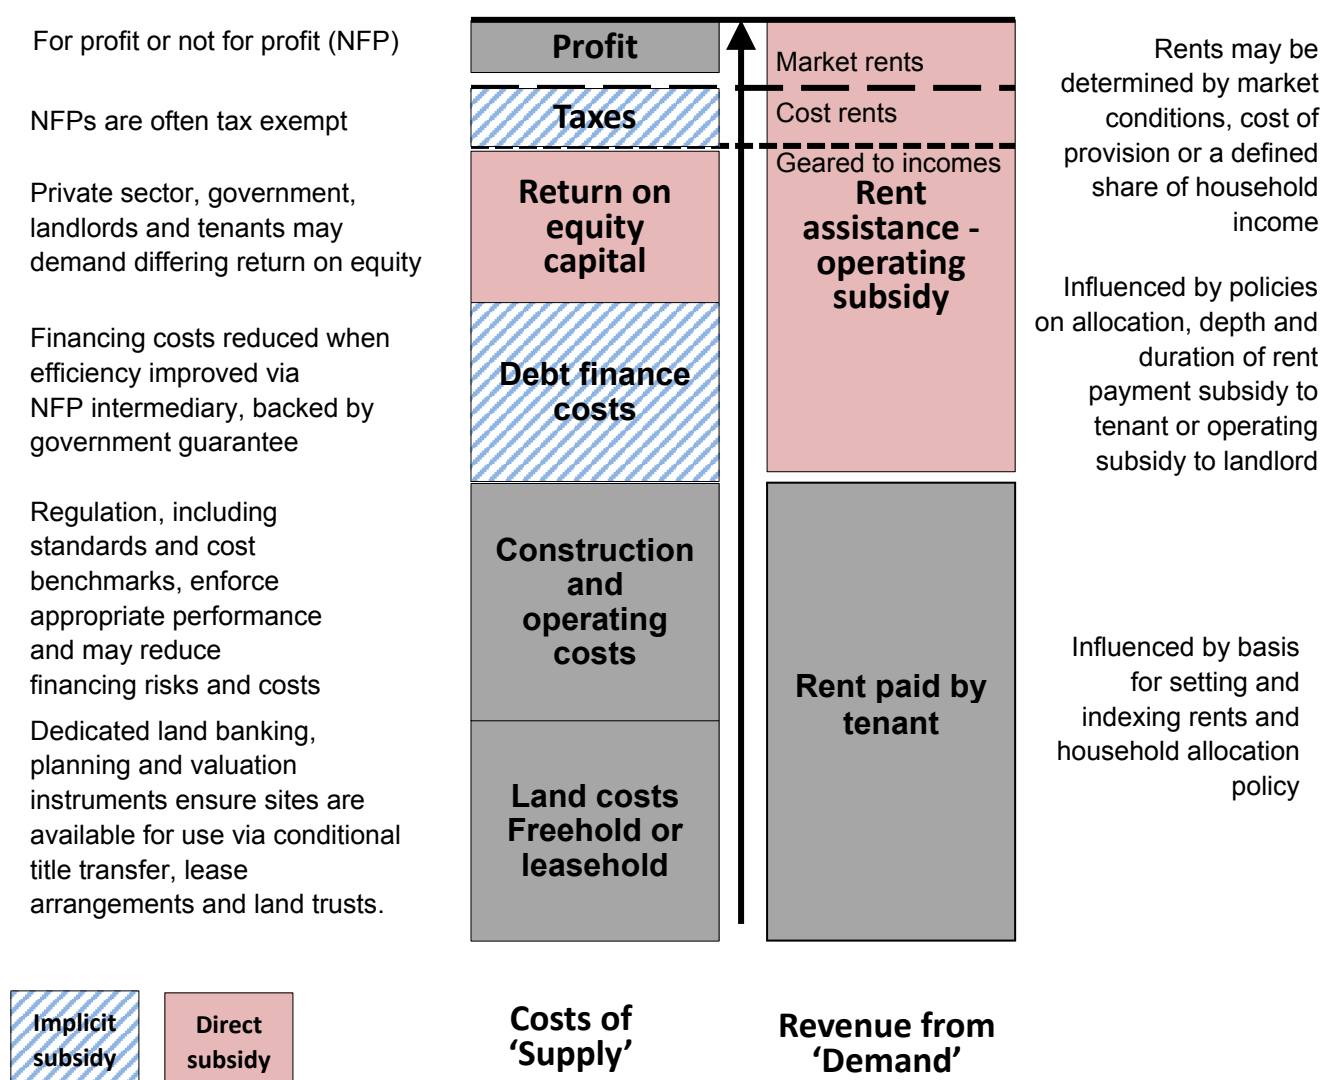 For profit or not for profit (NFP)
NFPs are often tax exempt
Private sector, government,
landlords and tenants may
demand differing return on equity
Financing costs reduced when
efficiency improved via
NFP intermediary, backed by
government guarantee
Regulation, including
standards and cost
benchmarks, enforce
appropriate performance
and may reduce
financing risks and costs
Dedicated land banking,
planning and valuation
instruments ensure sites are
available for use via conditional
title transfer, lease
arrangements and land trusts.
Profit
Taxes
Return on
equity
capital
Debt finance
costs
Construction
and
operating
costs
Land costs
Freehold or
leasehold
Market rents
Cost rents
Geared to incomes
Rent
assistance -
operating
subsidy
Rent paid by
tenant
Rents may be
determined by market
conditions, cost of
provision or a defined
share of household
income
Influenced by policies
on allocation, depth and
duration of rent
payment subsidy to
tenant or operating
subsidy to landlord
Influenced by basis
for setting and
indexing rents and
household allocation
policy
Implicit
subsidy
Direct
subsidy
Costs of
‘Supply’
Revenue from
‘Demand’